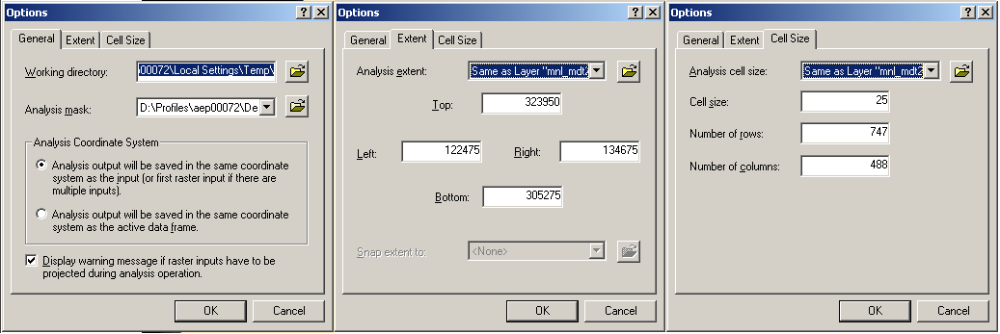 Options
General Extent Cell Size
Working directory: 00072\Local Settings\Temp\
Analysis mask: D:\Profiles\aep00072\De
Analysis Coordinate System
Analysis output will be saved in the same coordinate
system as the input (or first raster input if there are
multiple inputs).
Analysis output will be saved in the same coordinate
system as the active data frame.
Display warning message if raster inputs have to be
projected during analysis operation.
OK Cancel
Options
General Extent Cell Size
Analysis extent: Same as Layer "mnl_mdt2
Top: 323950
Left: 122475 Right: 134675
Bottom: 305275
Snap extent to: <None>
OK Cancel
Options
General Extent Cell Size
Analysis cell size: Same as Layer "mnl_mdt2
Cell size: 25
Number of rows: 747
Number of columns: 488
OK Cancel